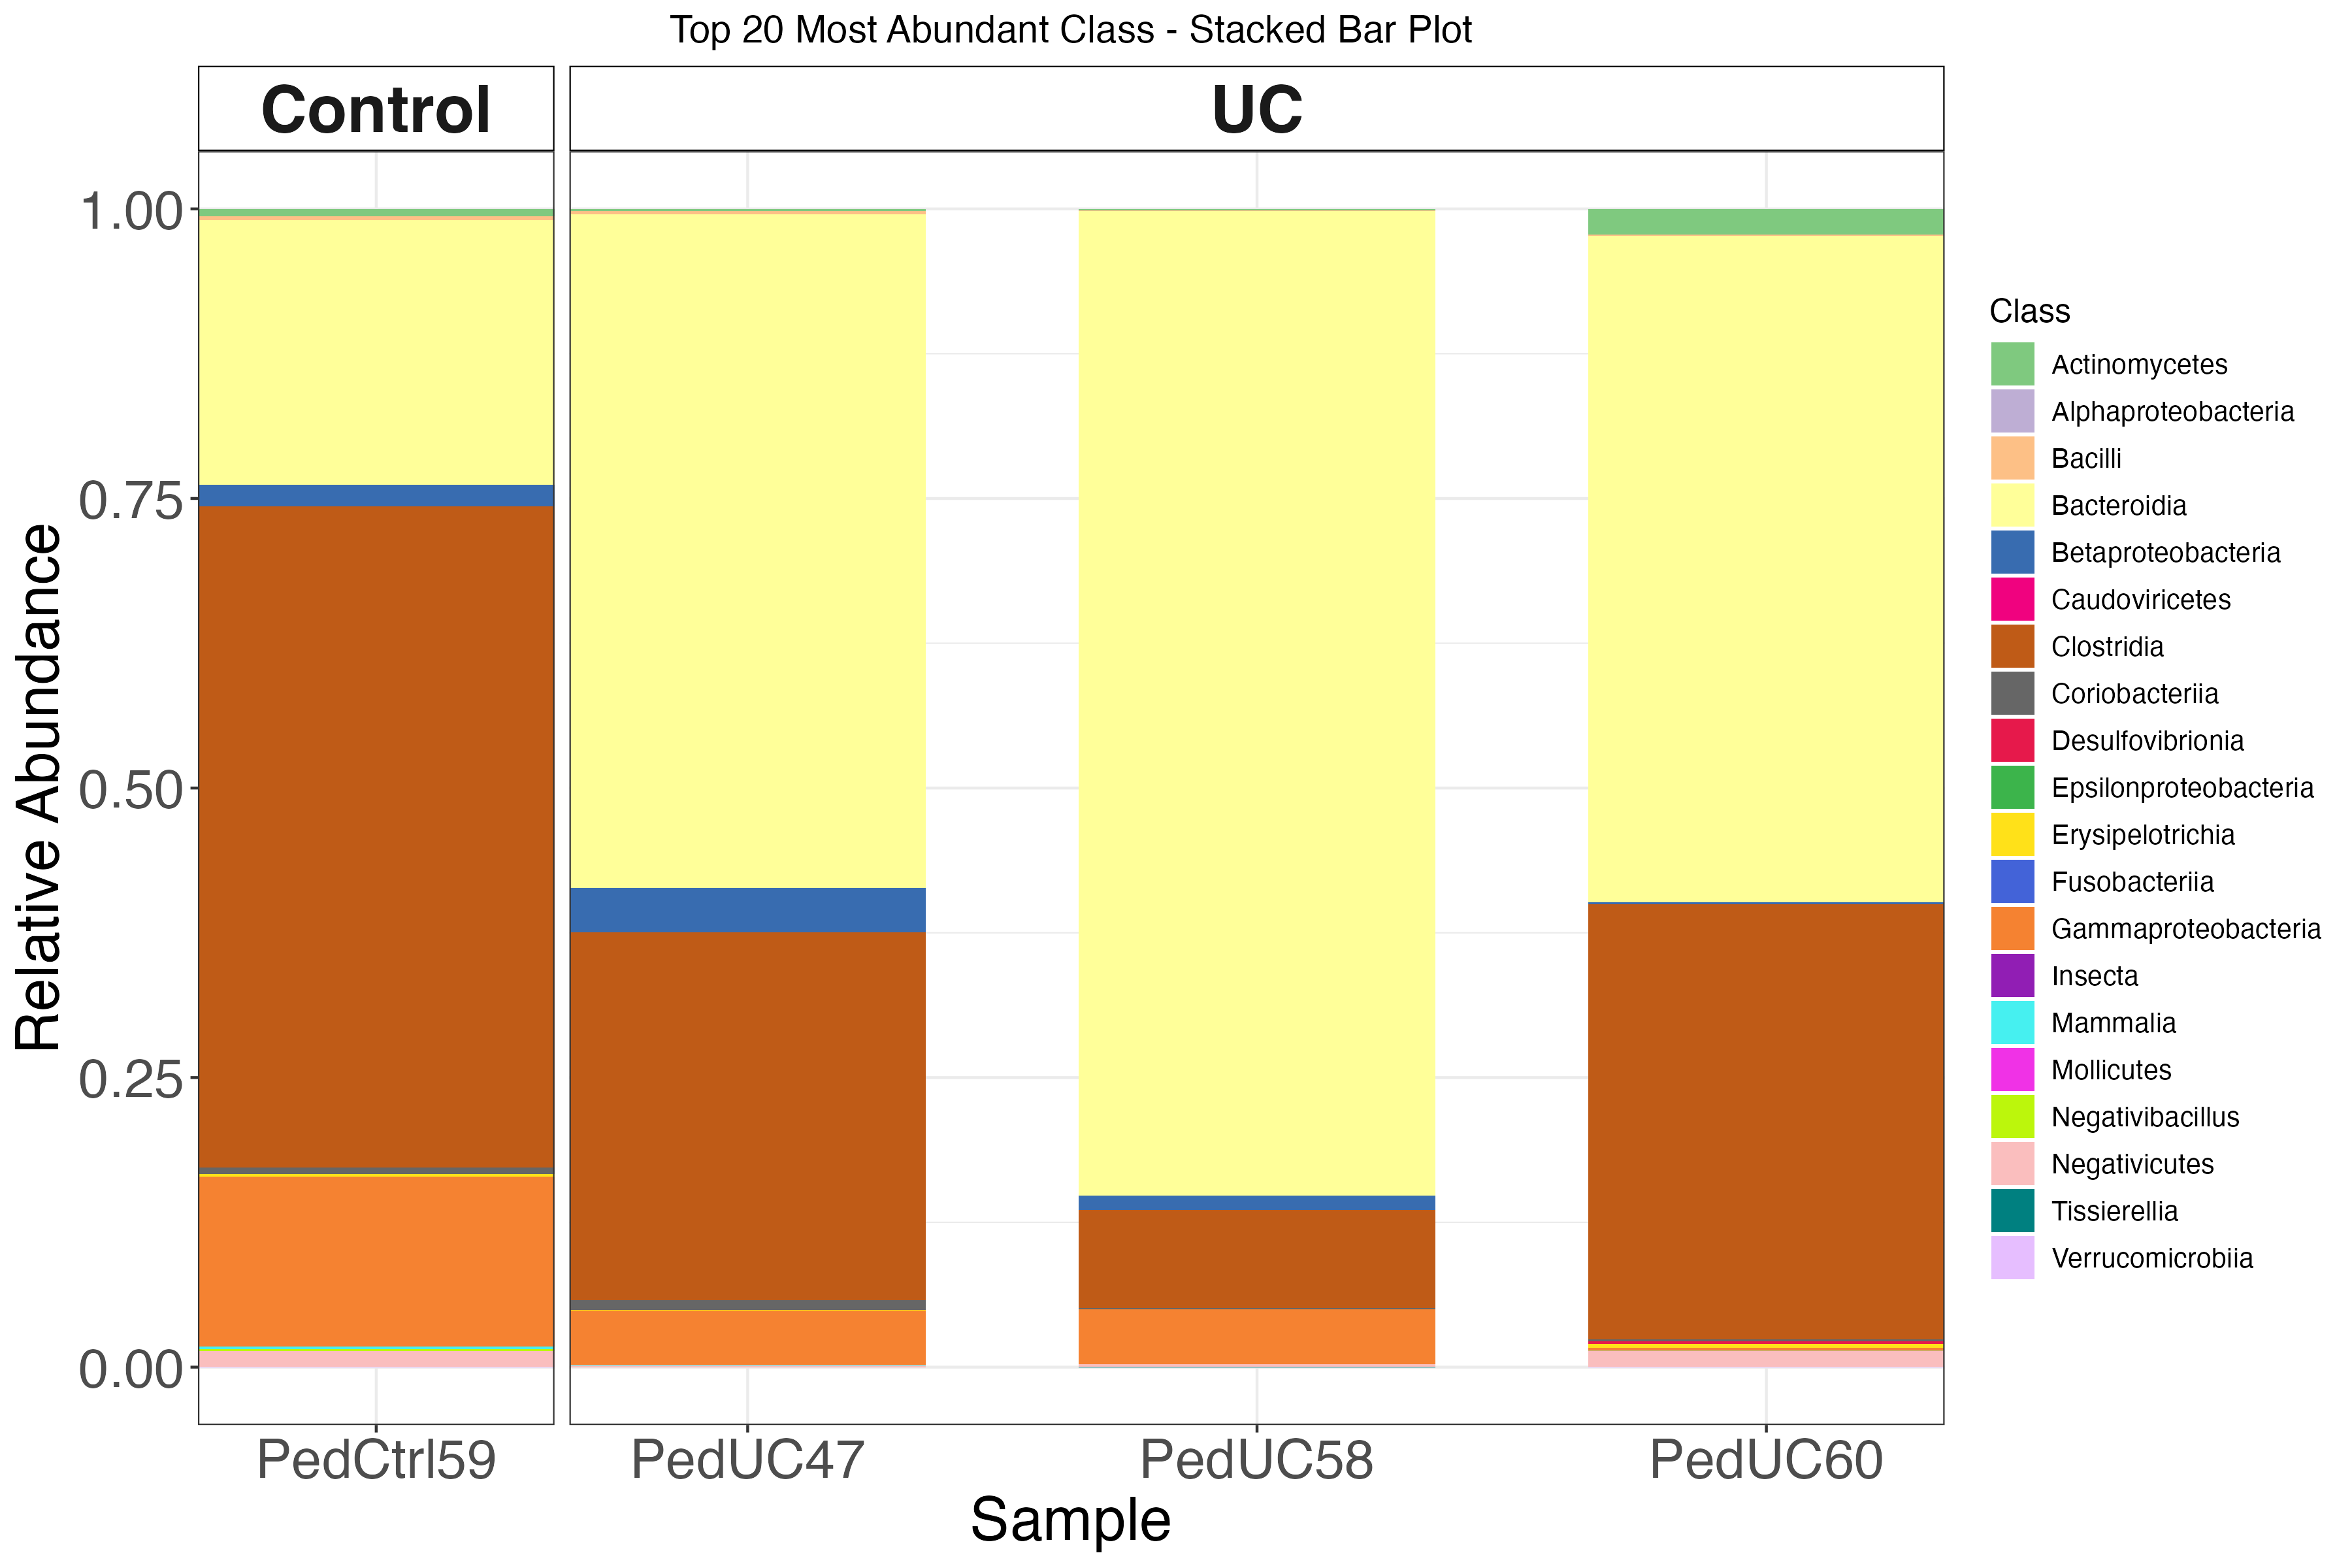 Top 20 Most Abundant Class - Stacked Bar Plot
Control
UC
1.00
0.75
0.50
0.25
0.00
Relative Abundance
PedCtrl59
PedUC47
PedUC58
PedUC60
Sample
Class
Actinomycetes
Alphaproteobacteria
Bacilli
Bacteroidia
Betaproteobacteria
Caudoviricetes
Clostridia
Coriobacteriia
Desulfovibrionia
Epsilonproteobacteria
Erysipelotrichia
Fusobacteriia
Gammaproteobacteria
Insecta
Mammalia
Mollicutes
Negativibacillus
Negativicutes
Tissierellia
Verrucomicrobiia